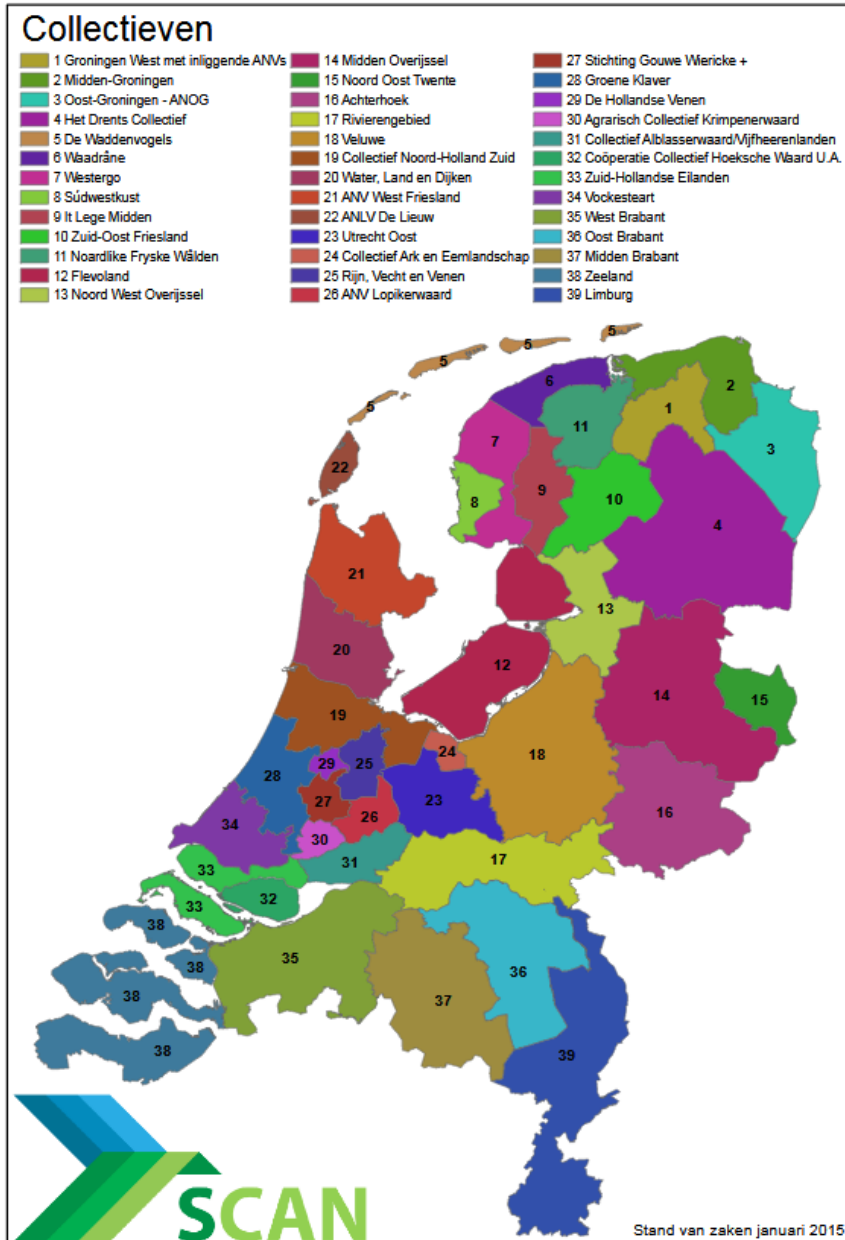 Collectieven
1 Groningen West met inliggende ANVs
2 Midden-Groningen
3 Oost-Groningen - ANOG
4 Het Drents Collectief
5 De Waddenvogels
6 Waadrâne
7 Westergo
8 Súdwestkust
9 It Lege Midden
10 Zuid-Oost Friesland
11 Noardlike Fryske Wâlden
12 Flevoland
13 Noord West Overijssel
14 Midden Overijssel
15 Noord Oost Twente
16 Achterhoek
17 Rivierengebied
18 Veluwe
19 Collectief Noord-Holland Zuid
20 Water, Land en Dijken
21 ANV West Friesland
22 ANLV De Lieuw
23 Utrecht Oost
24 Collectief Ark en Eemlandschap
25 Rijn, Vecht en Venen
26 ANV Lopikerwaard
27 Stichting Gouwe Wiericke +
28 Groene Klaver
29 De Hollandse Venen
30 Agrarisch Collectief Krimpenerwaard
31 Collectief Alblasserwaard/Vijfheerenlanden
32 Coöperatie Collectief Hoeksche Waard U.A.
33 Zuid-Hollandse Eilanden
34 Vockesteart
35 West Brabant
36 Oost Brabant
37 Midden Brabant
38 Zeeland
39 Limburg
5
5
5
5
6
2
1
11
7
3
22
9
8
10
4
21
13
20
12
14
15
19
24
18
29
25
28
27
23
26
16
34
30
17
31
33
32
33
38
35
38
36
38
37
38
39
SCAN
Stand van zaken januari 2015